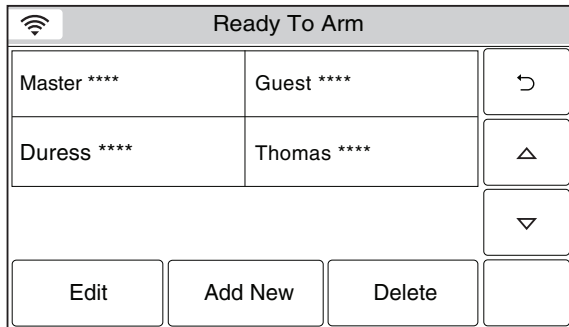 Ready To Arm
Master ****
Guest ****
Duress ****
Thomas ****
Edit
Add New
Delete